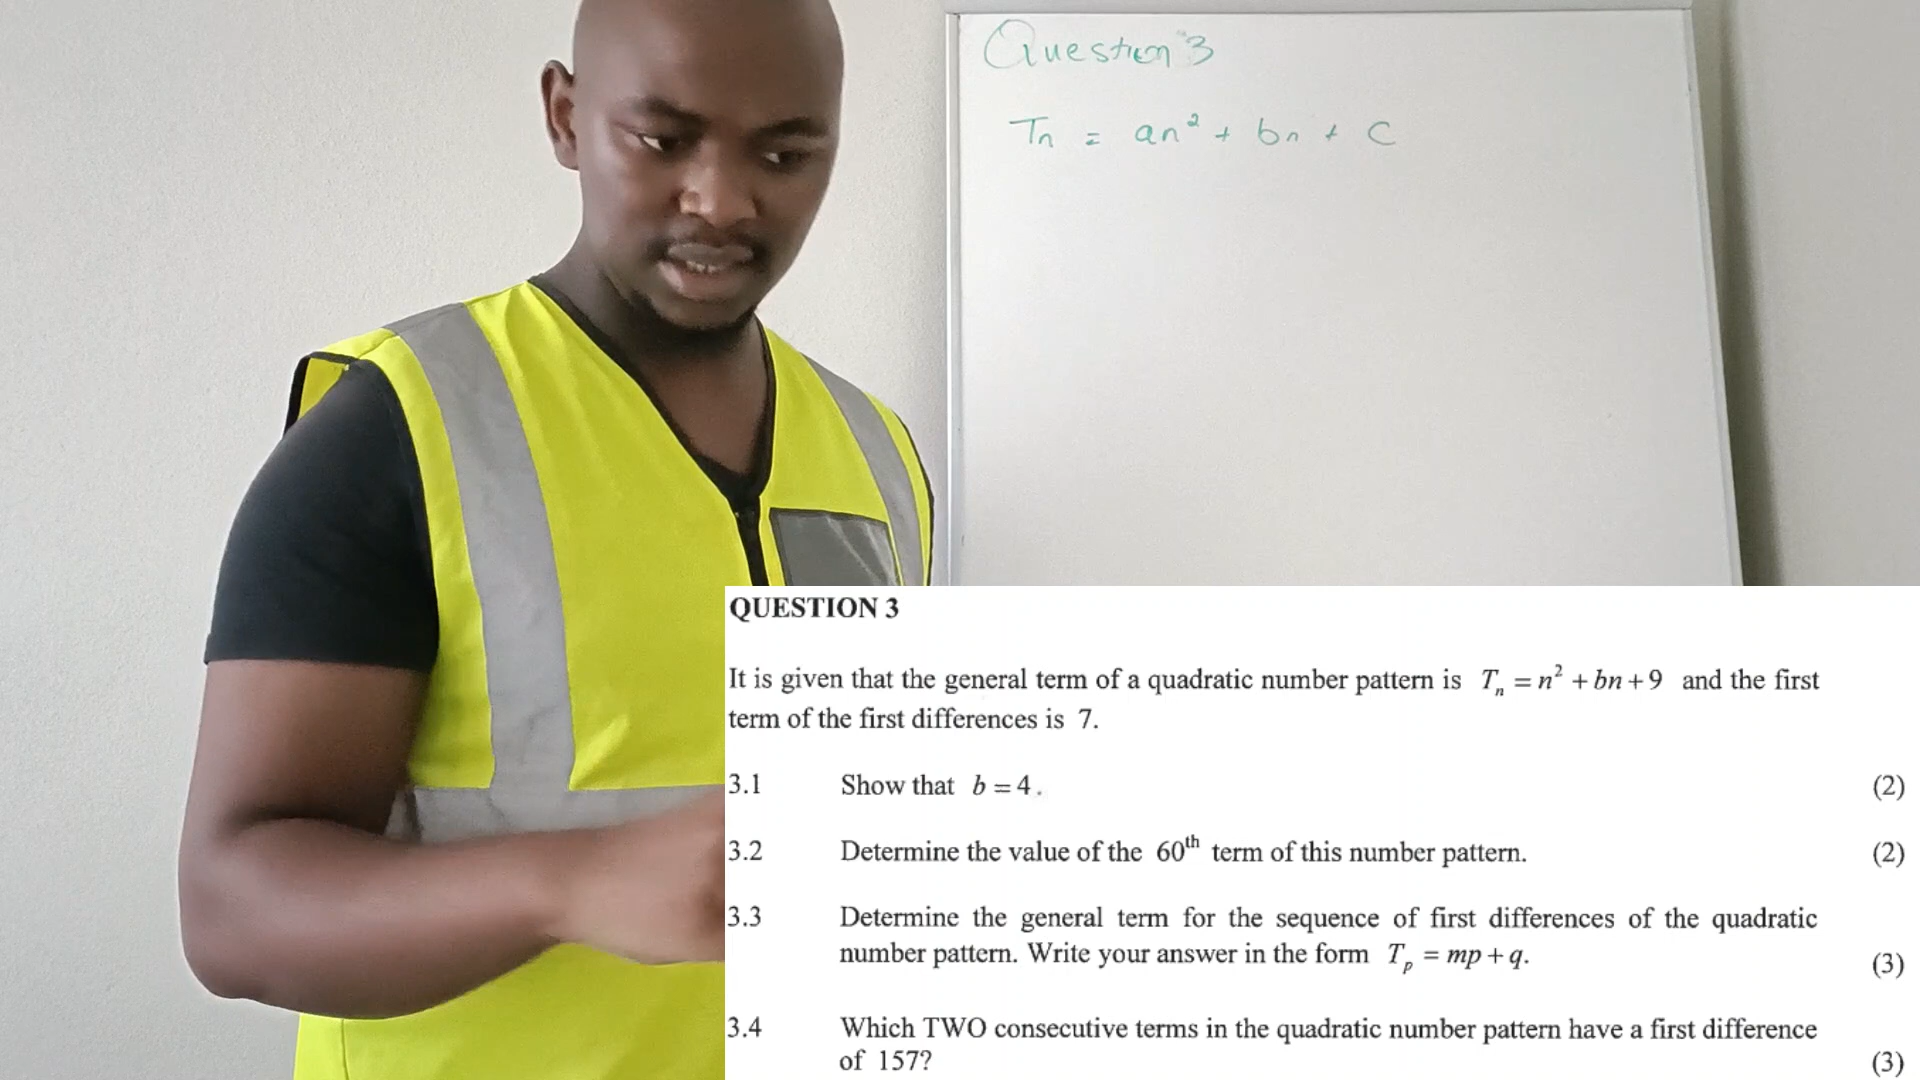 Question 3
Tn = an² + bn + c
QUESTION 3
It is given that the general term of a quadratic number pattern is Tₙ = n² + bn + 9 and the first
term of the first differences is 7.
3.1 Show that b = 4. (2)
3.2 Determine the value of the 60th term of this number pattern. (2)
3.3 Determine the general term for the sequence of first differences of the quadratic
number pattern. Write your answer in the form Tₚ = mp + q. (3)
3.4 Which TWO consecutive terms in the quadratic number pattern have a first difference
of 157? (3)